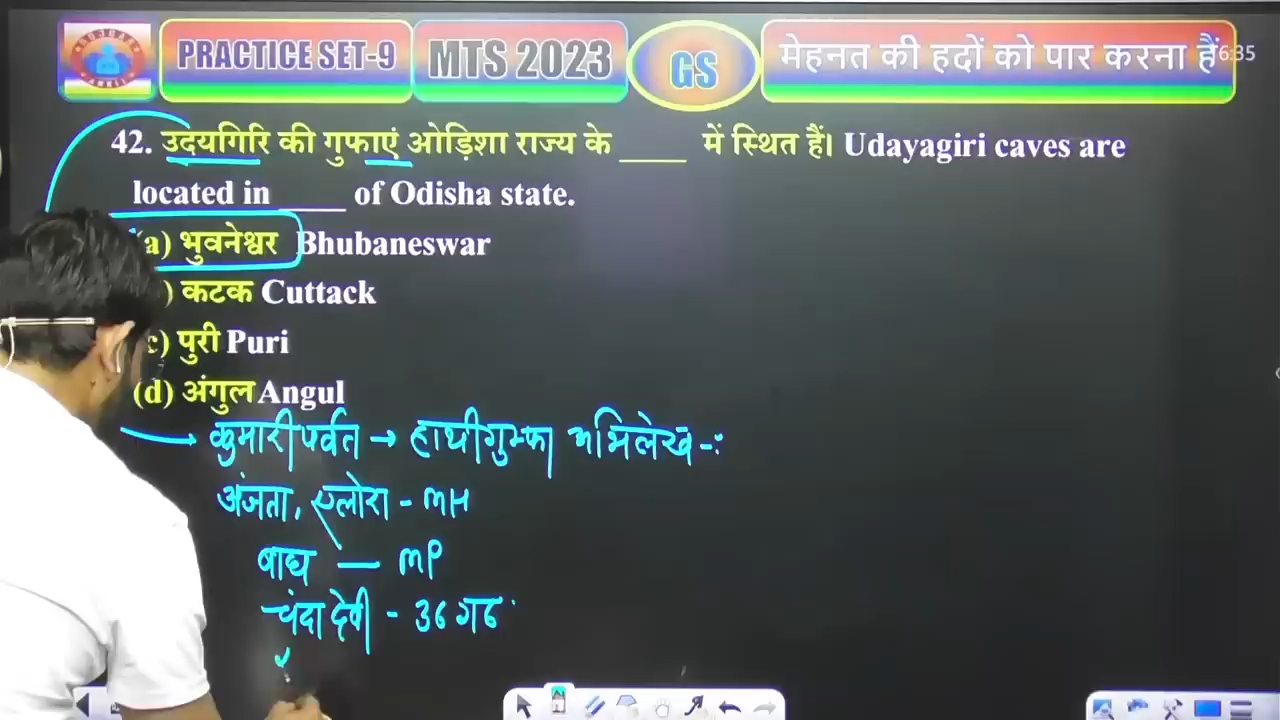 PRACTICE SET-9 MTS 2023 GS मेहनत की हदों को पार करना हैं 6:35
42. उदयगिरि की गुफाएं ओड़िशा राज्य के _____ में स्थित हैं। Udayagiri caves are
located in _____ of Odisha state.
a) भुवनेश्वर Bhubaneswar
) कटक Cuttack
c) पुरी Puri
(d) अंगुल Angul
→ कुमारी पर्वत → हाथीगुम्फा अभिलेख -:
अंजता, एलोरा - MH
बाघ — MP
चंदा देवी - 36 गढ